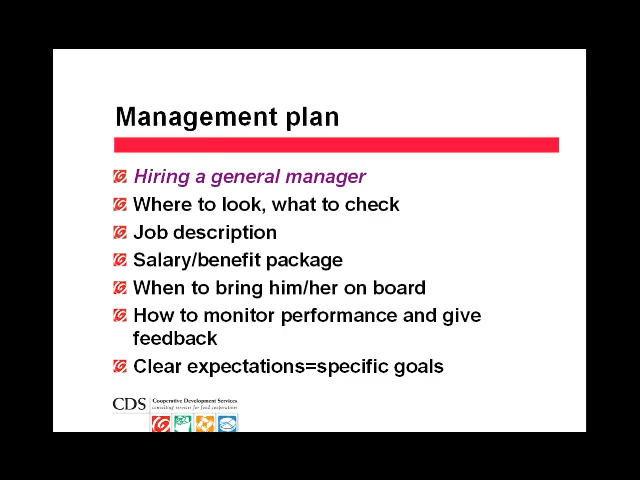 Management plan
Hiring a general manager
Where to look, what to check
Job description
Salary/benefit package
When to bring him/her on board
How to monitor performance and give
feedback
Clear expectations=specific goals
CDS Cooperative Development Services
consulting services for food cooperatives